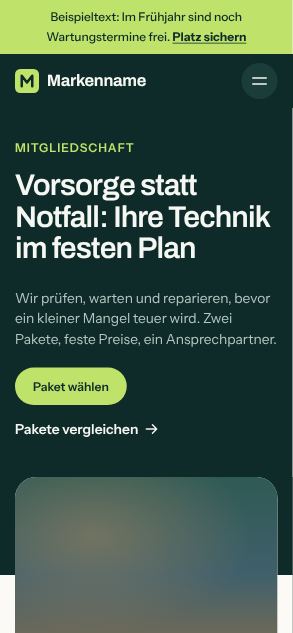 Beispieltext: Im Frühjahr sind noch
Wartungstermine frei. Platz sichern
M Markenname
MITGLIEDSCHAFT
Vorsorge statt
Notfall: Ihre Technik
im festen Plan
Wir prüfen, warten und reparieren, bevor
ein kleiner Mangel teuer wird. Zwei
Pakete, feste Preise, ein Ansprechpartner.
Paket wählen
Pakete vergleichen →